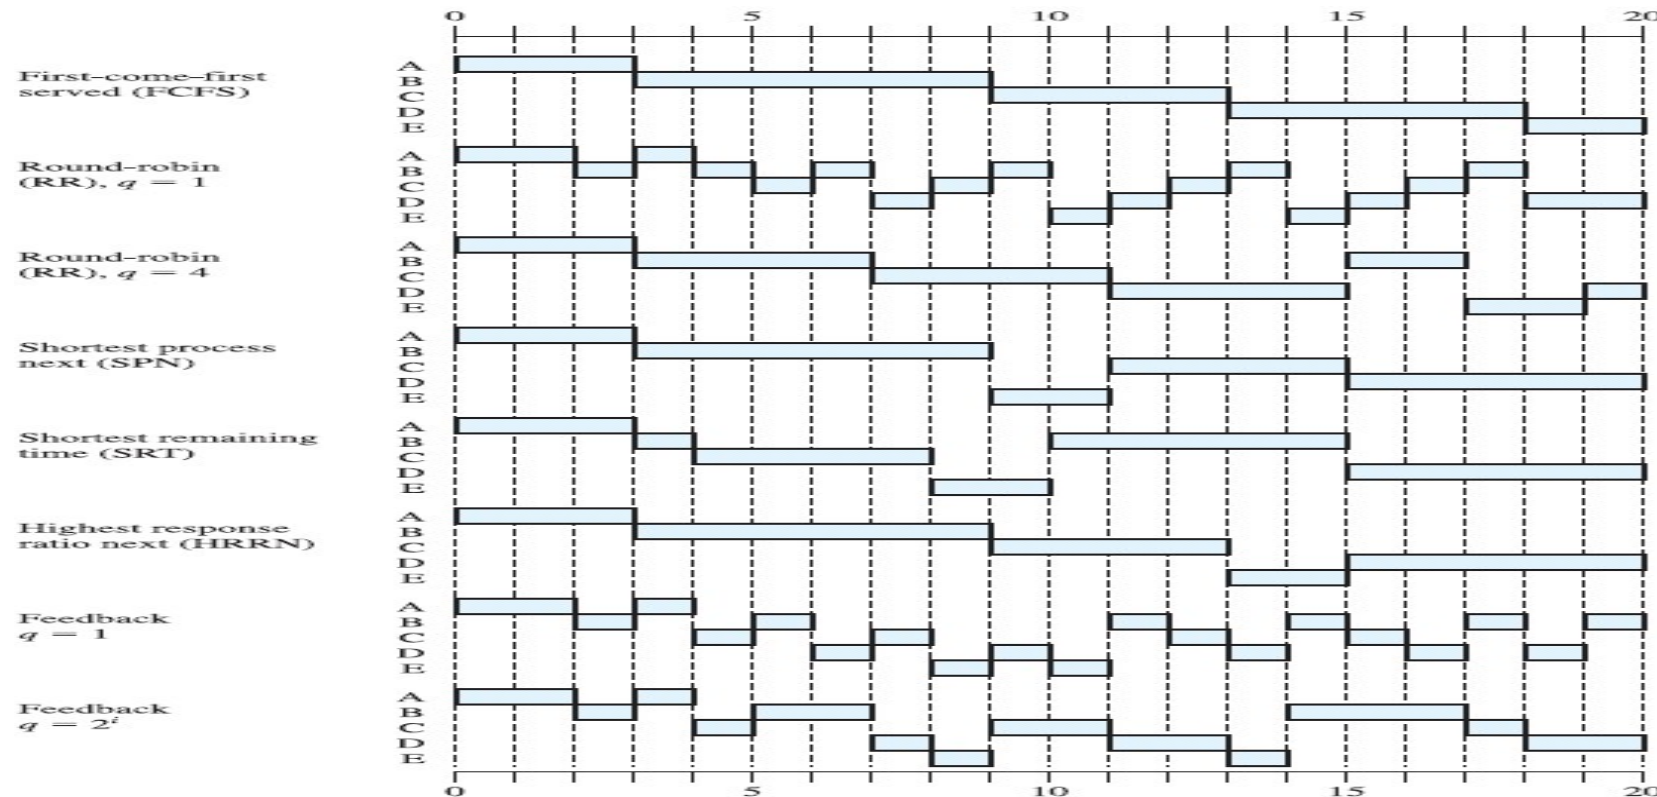 0 5 10 15 20
First-come-first
served (FCFS)
A
B
C
D
E
Round-robin
(RR), q = 1
A
B
C
D
E
Round-robin
(RR), q = 4
A
B
C
D
E
Shortest process
next (SPN)
A
B
C
D
E
Shortest remaining
time (SRT)
A
B
C
D
E
Highest response
ratio next (HRRN)
A
B
C
D
E
Feedback
q = 1
A
B
C
D
E
Feedback
q = 2^i
A
B
C
D
E
0 5 10 15 20